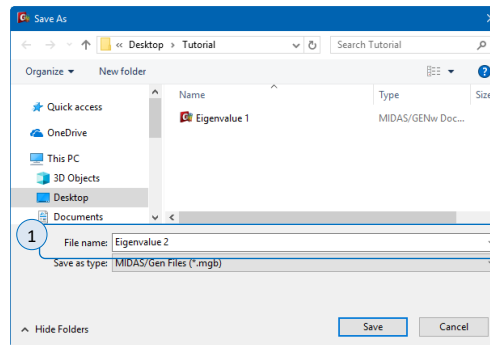 Save As
« Desktop › Tutorial
Search Tutorial
Organize
New folder
?
Name
Type
Size
Quick access
Eigenvalue 1
MIDAS/GENw Doc...
OneDrive
This PC
3D Objects
Desktop
Documents
1
File name: Eigenvalue 2
Save as type: MIDAS/Gen Files (*.mgb)
Hide Folders
Save
Cancel